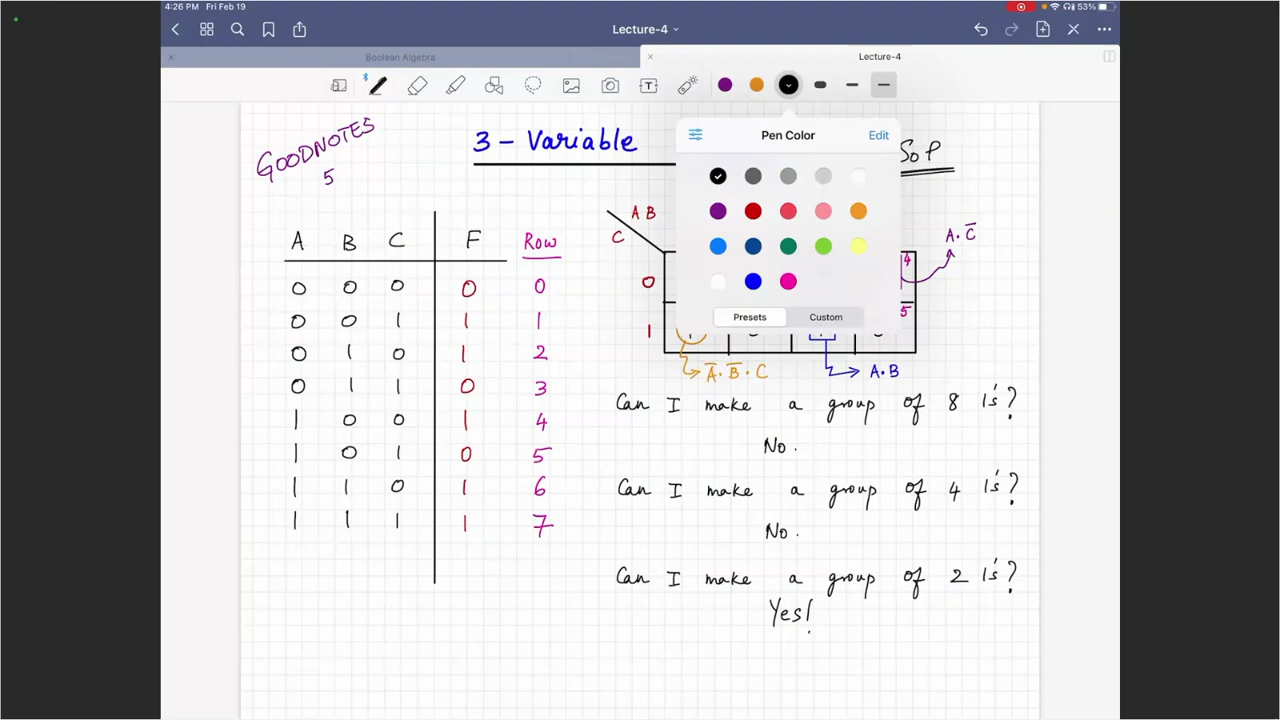 4:26 PM Fri Feb 19
53%
Lecture-4
Boolean Algebra
Lecture-4
Pen Color
Edit
Presets
Custom
GOODNOTES
5
3 - Variable
SoP
A B
C
A B C F Row
0 0 0 0 0
0 0 1 1 1
0 1 0 1 2
0 1 1 0 3
1 0 0 1 4
1 0 1 0 5
1 1 0 1 6
1 1 1 1 7
0
4
A·C̅
1
5
A̅·B̅·C
A·B
Can I make a group of 8 1's?
No.
Can I make a group of 4 1's?
No.
Can I make a group of 2 1's?
Yes!